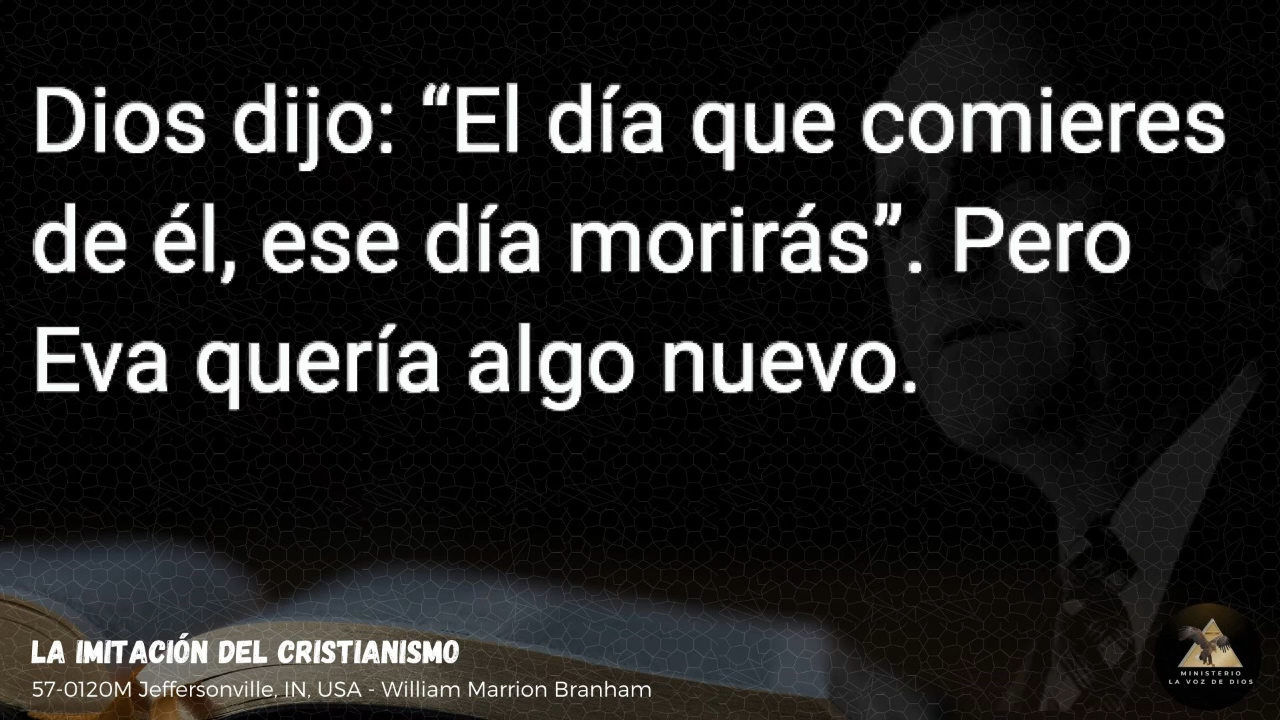 Dios dijo: “El día que comieres
de él, ese día morirás”. Pero
Eva quería algo nuevo.
LA IMITACIÓN DEL CRISTIANISMO
57-0120M Jeffersonville, IN, USA - William Marrion Branham
MINISTERIO
LA VOZ DE DIOS